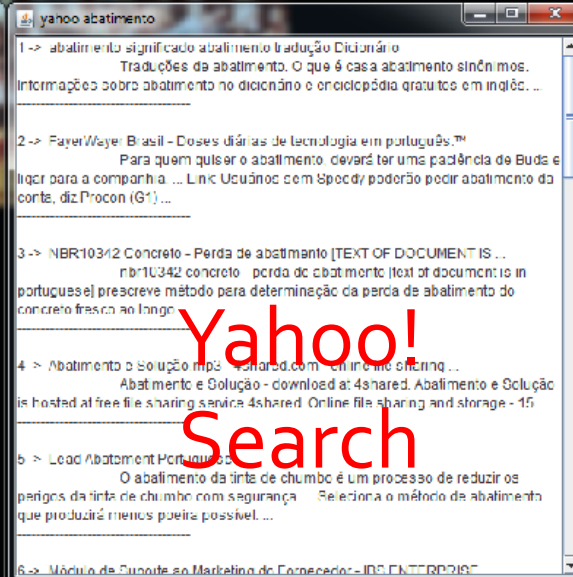 yahoo abatimento
1 -> abatimento significado abatimento tradução Dicionário
Traduções de abatimento. O que é casa abatimento sinônimos.
Informações sobre abatimento no dicionário e enciclopédia gratuitos em inglês. ...
----------------------------------------
2 -> FayerWayer Brasil - Doses diárias de tecnologia em português.™
Para quem quiser o abatimento, deverá ter uma paciência de Buda e
ligar para a companhia. ... Link: Usuários sem Speedy poderão pedir abatimento da
conta, diz Procon (G1) ...
----------------------------------------
3 -> NBR10342 Concreto - Perda de abatimento [TEXT OF DOCUMENT IS ...
nbr10342 concreto - perda de abatimento [text of document is in
portuguese] prescreve método para determinação da perda de abatimento do
concreto fresco ao longo
----------------------------------------
Yahoo!
4 -> Abatimento e Solução mp3 - 4shared.com - online file sharing ...
Abatimento e Solução - download at 4shared. Abatimento e Solução
is hosted at free file sharing service 4shared. Online file sharing and storage - 15
----------------------------------------
Search
5 -> Lead Abatement Portuguese
O abatimento da tinta de chumbo é um processo de reduzir os
perigos da tinta de chumbo com segurança. ... Seleciona o método de abatimento
que produzirá menos poeira possível. ...
----------------------------------------
6 -> Módulo de Suporte ao Marketing do Fornecedor - IBS ENTERPRISE